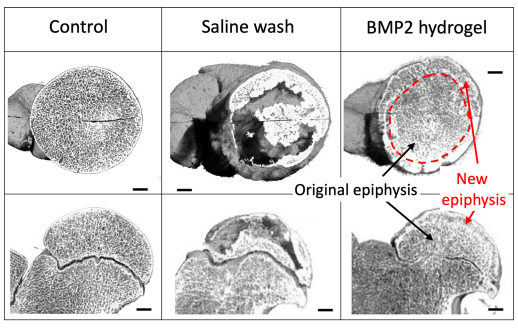 Control
Saline wash
BMP2 hydrogel
Original epiphysis
New
epiphysis